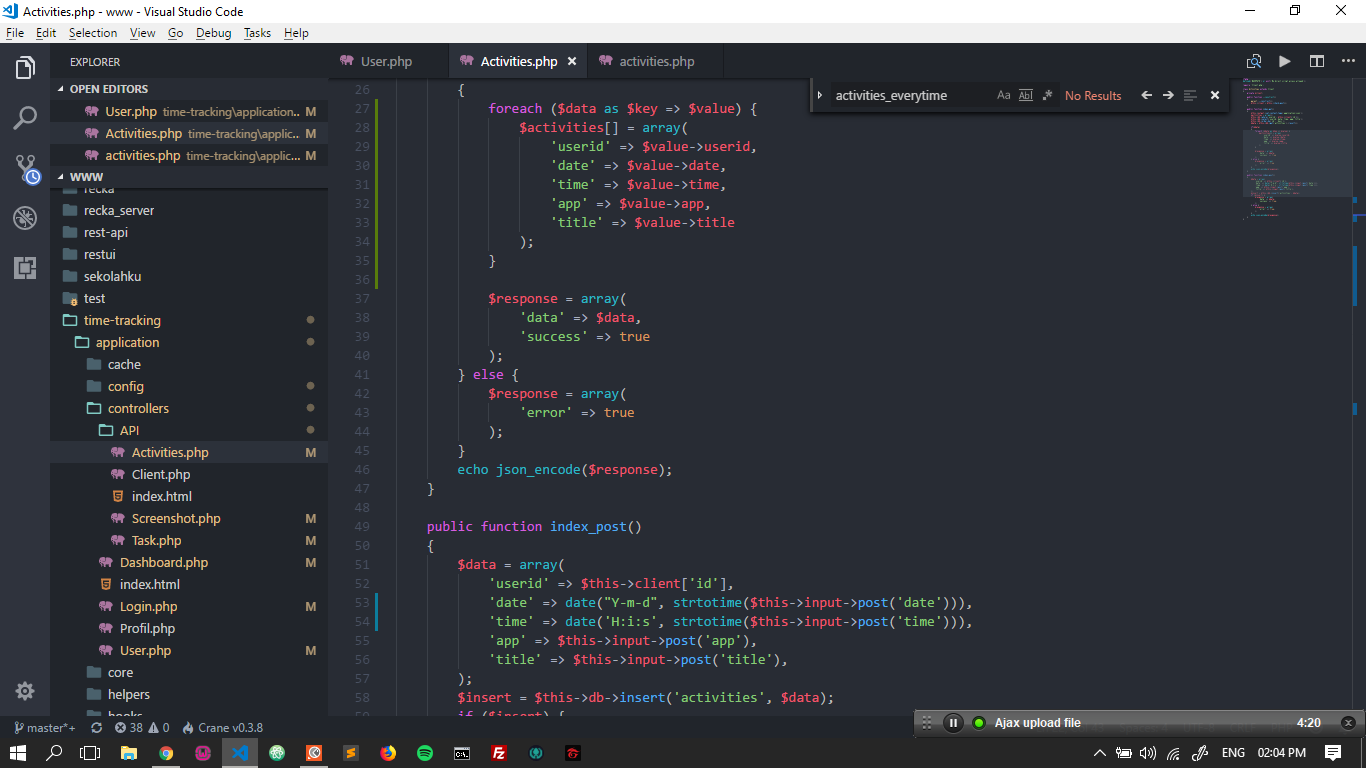 Activities.php - www - Visual Studio Code
File Edit Selection View Go Debug Tasks Help
EXPLORER
OPEN EDITORS
User.php time-tracking\application... M
Activities.php time-tracking\applic... M
activities.php time-tracking\applic... M
WWW
recka
recka_server
rest-api
restui
sekolahku
test
time-tracking
application
cache
config
controllers
API
Activities.php M
Client.php
index.html
Screenshot.php M
Task.php M
Dashboard.php M
index.html
Login.php M
Profil.php
User.php M
core
helpers
hooks
User.php Activities.php activities.php
activities_everytime Aa Abl .* No Results
26 {
27 foreach ($data as $key => $value) {
28 $activities[] = array(
29 'userid' => $value->userid,
30 'date' => $value->date,
31 'time' => $value->time,
32 'app' => $value->app,
33 'title' => $value->title
34 );
35 }
36
37 $response = array(
38 'data' => $data,
39 'success' => true
40 );
41 } else {
42 $response = array(
43 'error' => true
44 );
45 }
46 echo json_encode($response);
47 }
48
49 public function index_post()
50 {
51 $data = array(
52 'userid' => $this->client['id'],
53 'date' => date("Y-m-d", strtotime($this->input->post('date'))),
54 'time' => date('H:i:s', strtotime($this->input->post('time'))),
55 'app' => $this->input->post('app'),
56 'title' => $this->input->post('title'),
57 );
58 $insert = $this->db->insert('activities', $data);
59 if ($insert) {
master*+ 38 0 Crane v0.3.8
Ajax upload file 4:20
ENG 02:04 PM